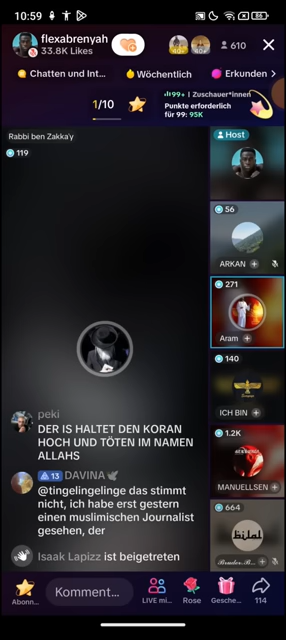 10:59
86
flexabrenyah
33.8K Likes
40+
40+
610
Chatten und Int...
Wöchentlich
Erkunden
1/10
99+ | Zuschauer*innen
Punkte erforderlich
für 99: 95K
Rabbi ben Zakka'y
119
Host
56
ARKAN
271
Aram
140
ICH BIN
1.2K
MANUELLSEN
664
bilal
Bruder.B...
peki
DER IS HALTET DEN KORAN
HOCH UND TÖTEN IM NAMEN
ALLAHS
13 DAVINA
@tingelingelinge das stimmt
nicht, ich habe erst gestern
einen muslimischen Journalist
gesehen, der
Isaak Lapizz ist beigetreten
Abonn...
Komment...
LIVE mi...
Rose
Gesche...
114